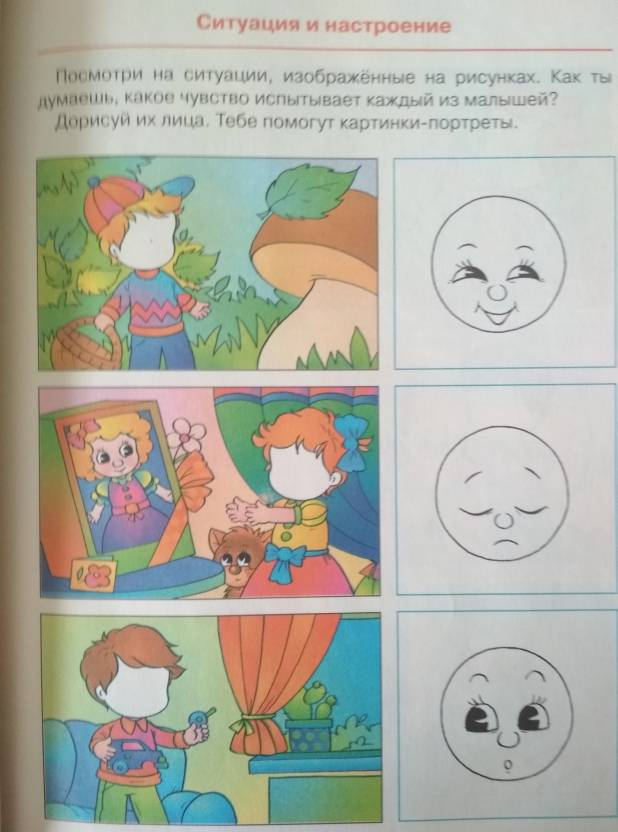 Ситуация и настроение
Посмотри на ситуации, изображённые на рисунках. Как ты
думаешь, какое чувство испытывает каждый из малышей?
Дорисуй их лица. Тебе помогут картинки-портреты.